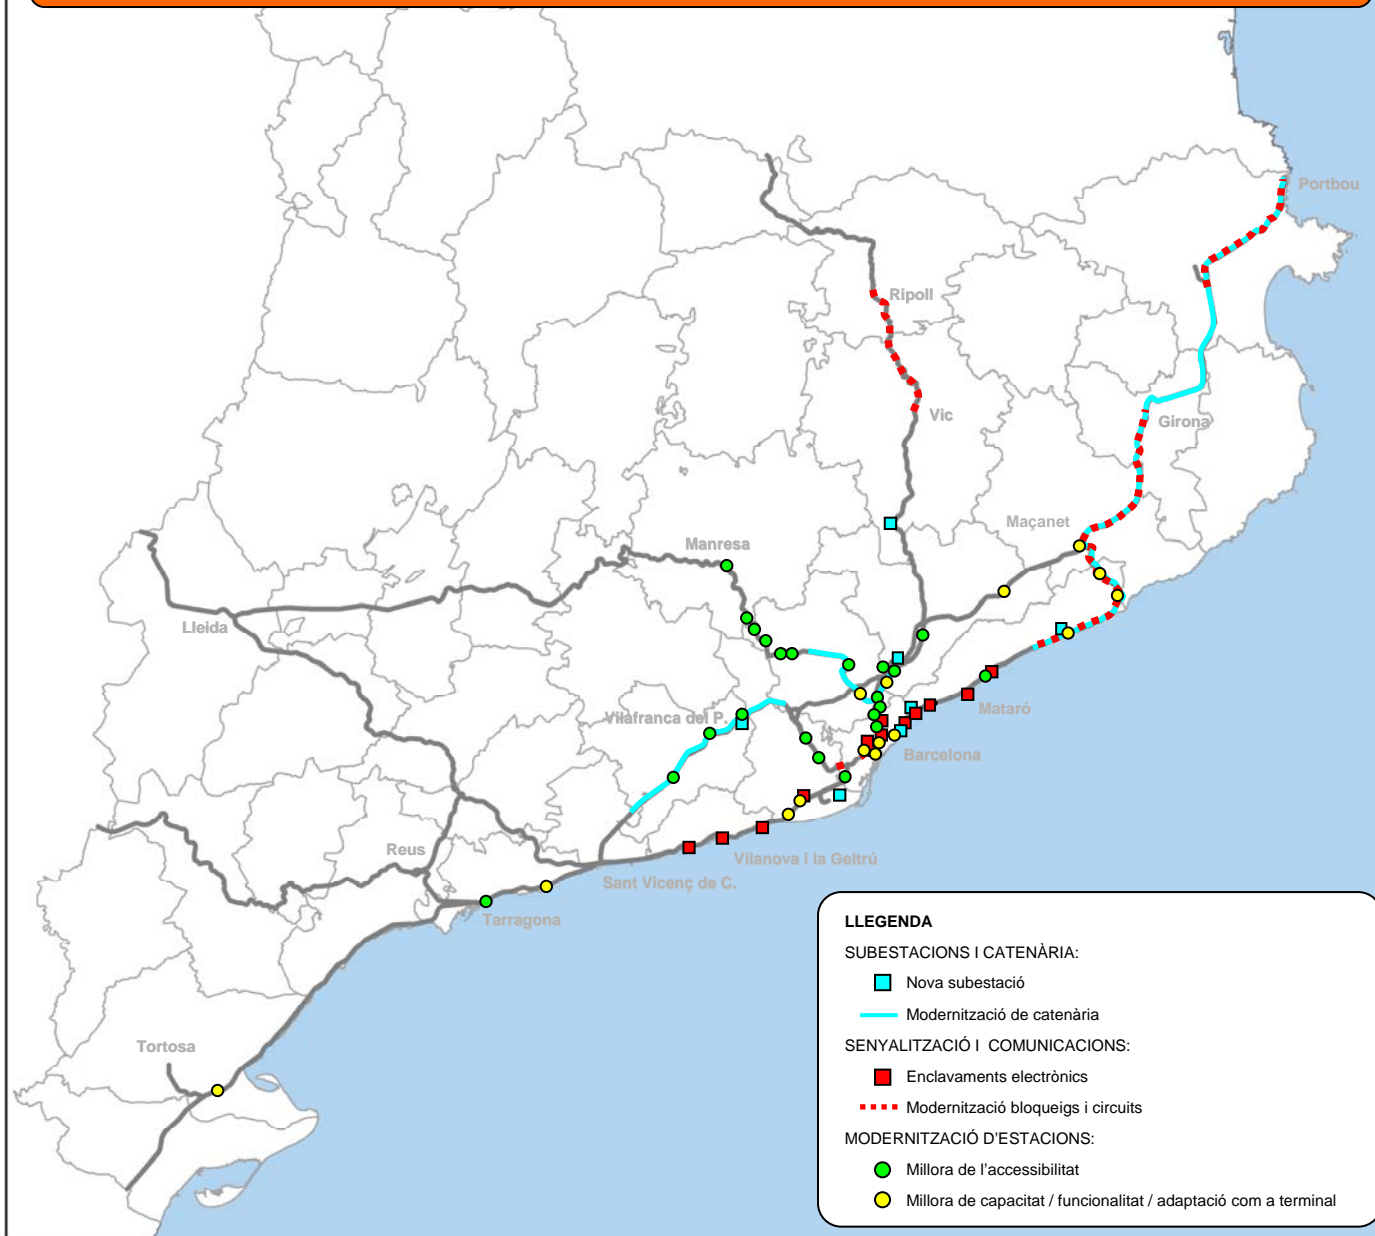 Portbou
Ripoll
Vic
Girona
Maçanet
Manresa
Lleida
Vilafranca del P.
Mataró
Barcelona
Reus
Vilanova i la Geltrú
Sant Vicenç de C.
Tarragona
Tortosa
LLEGENDA
SUBESTACIONS I CATENÀRIA:
Nova subestació
Modernització de catenària
SENYALITZACIÓ I COMUNICACIONS:
Enclavaments electrònics
Modernització bloqueigs i circuits
MODERNITZACIÓ D'ESTACIONS:
Millora de l'accessibilitat
Millora de capacitat / funcionalitat / adaptació com a terminal